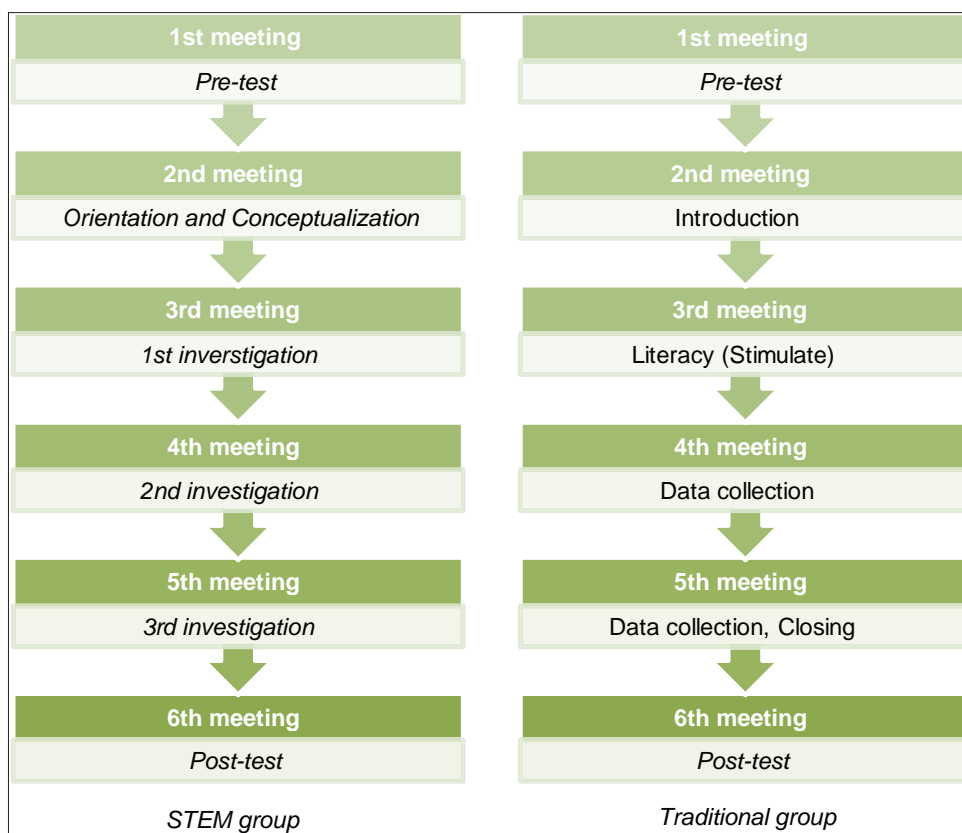 1st meeting
Pre-test
2nd meeting
Orientation and Conceptualization
3rd meeting
1st inverstigation
4th meeting
2nd investigation
5th meeting
3rd investigation
6th meeting
Post-test
STEM group
1st meeting
Pre-test
2nd meeting
Introduction
3rd meeting
Literacy (Stimulate)
4th meeting
Data collection
5th meeting
Data collection, Closing
6th meeting
Post-test
Traditional group